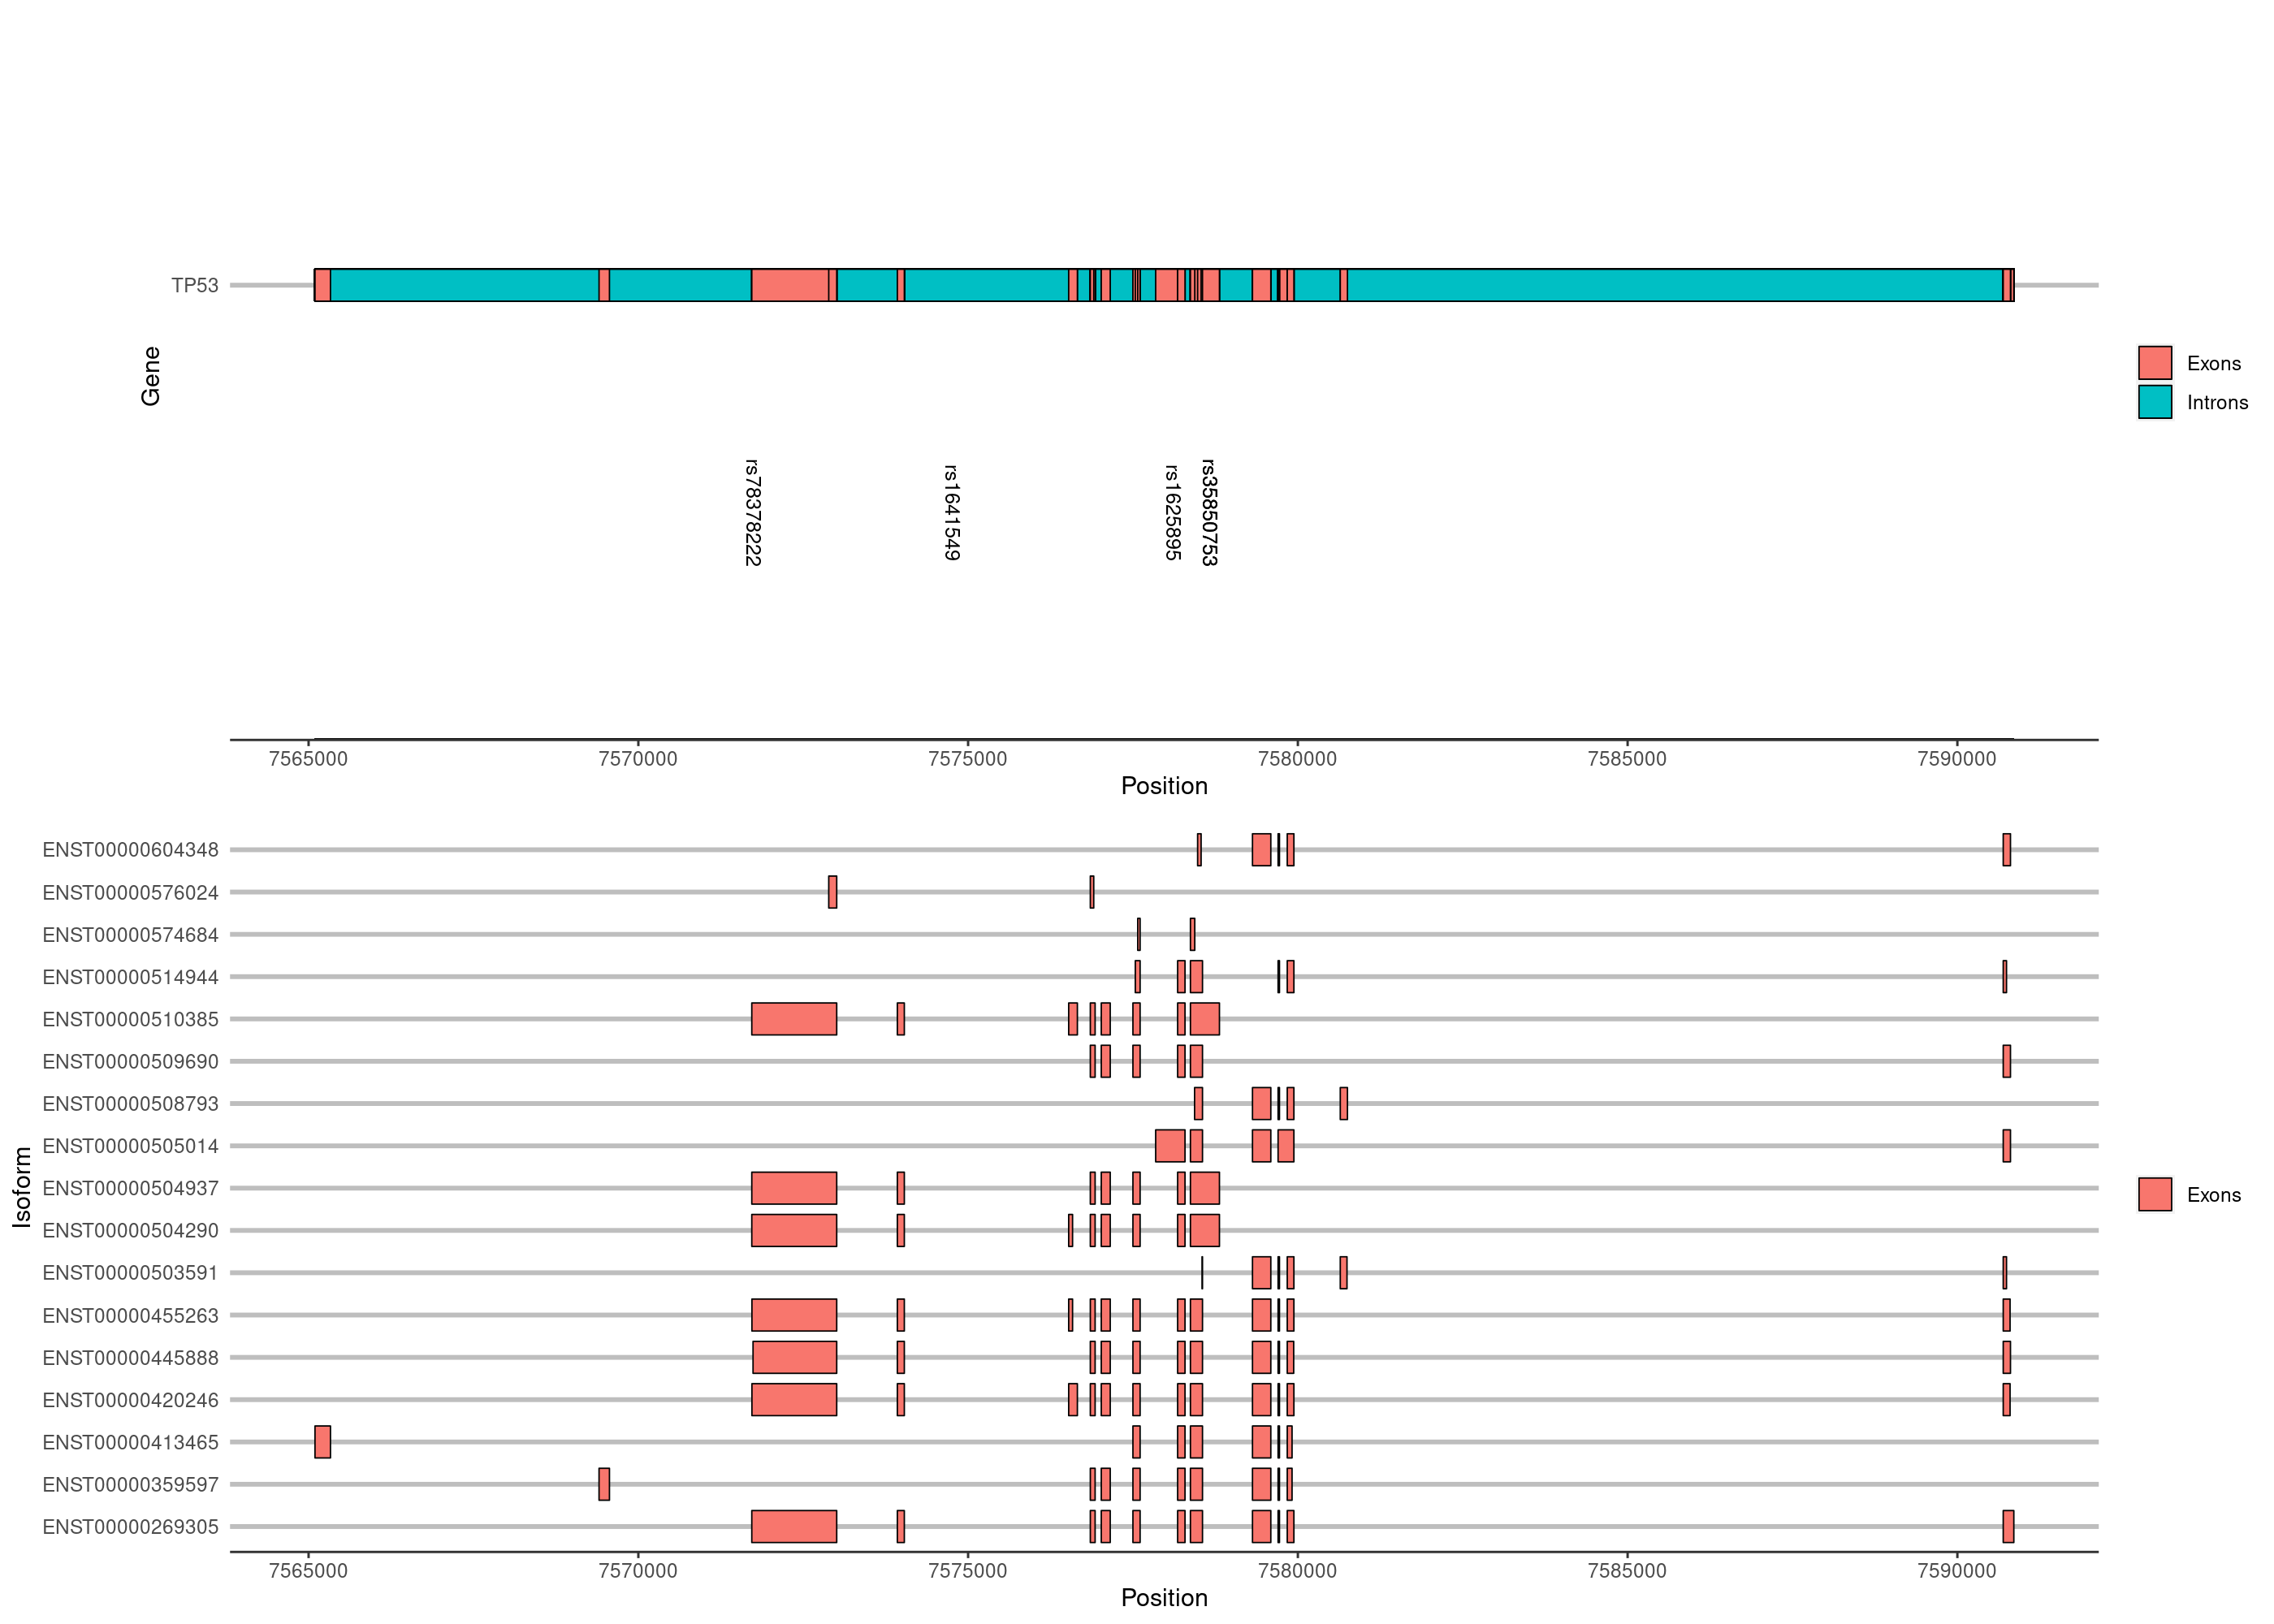 TP53
Gene
Exons
Introns
rs78378222
rs1641549
rs1625895
rs35850753
7565000 7570000 7575000 7580000 7585000 7590000
Position
ENST00000604348
ENST00000576024
ENST00000574684
ENST00000514944
ENST00000510385
ENST00000509690
ENST00000508793
ENST00000505014
ENST00000504937
ENST00000504290
ENST00000503591
ENST00000455263
ENST00000445888
ENST00000420246
ENST00000413465
ENST00000359597
ENST00000269305
Isoform
Exons
7565000 7570000 7575000 7580000 7585000 7590000
Position